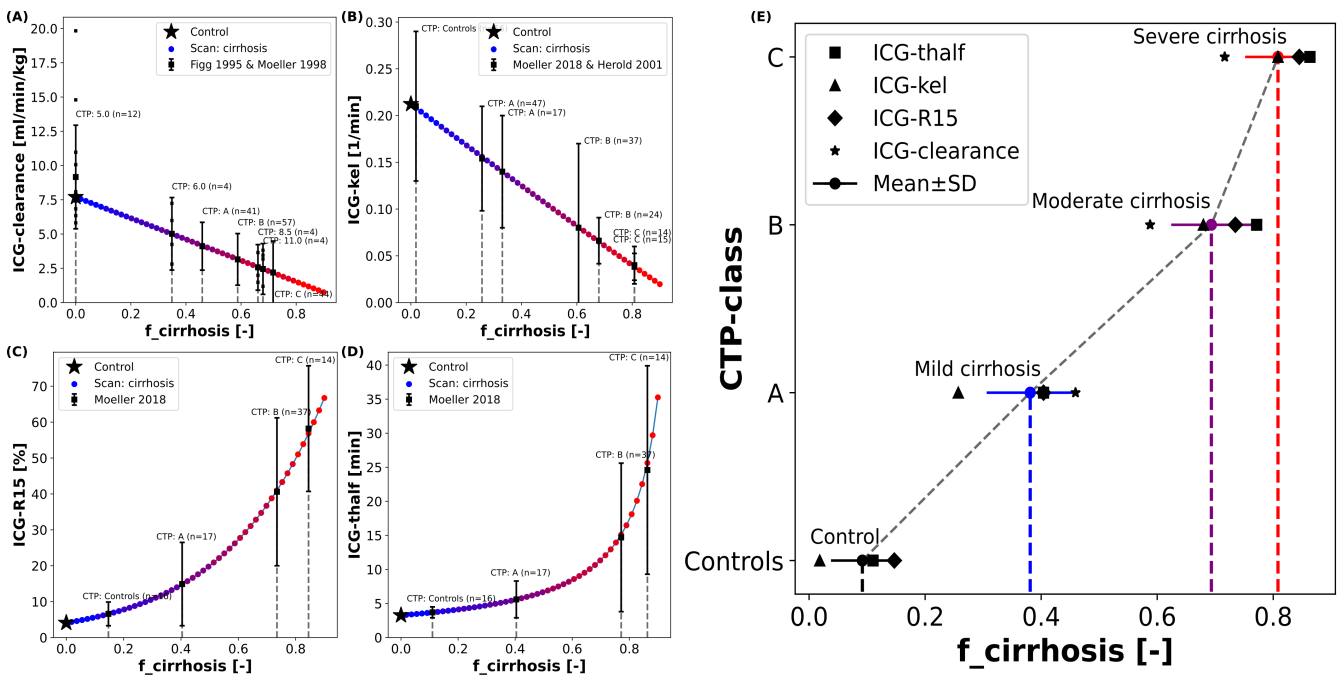 (A)
Control
Scan: cirrhosis
Figg 1995 & Moeller 1998
CTP: 5.0 (n=12)
CTP: 6.0 (n=4)
CTP: A (n=41)
CTP: B (n=57)
CTP: 8.5 (n=4)
CTP: 11.0 (n=4)
CTP: C (n=44)
ICG-clearance [ml/min/kg]
20.0
17.5
15.0
12.5
10.0
7.5
5.0
2.5
0.0
0.0 0.2 0.4 0.6 0.8
f_cirrhosis [-]
(B)
CTP: Controls
Control
Scan: cirrhosis
Moeller 2018 & Herold 2001
CTP: A (n=47)
CTP: A (n=17)
CTP: B (n=37)
CTP: B (n=24)
CTP: C (n=14)
CTP: C (n=15)
ICG-kel [1/min]
0.30
0.25
0.20
0.15
0.10
0.05
0.00
0.0 0.2 0.4 0.6 0.8
f_cirrhosis [-]
(C)
Control
Scan: cirrhosis
Moeller 2018
CTP: C (n=14)
CTP: B (n=37)
CTP: A (n=17)
CTP: Controls
ICG-R15 [%]
70
60
50
40
30
20
10
0
0.0 0.2 0.4 0.6 0.8
f_cirrhosis [-]
(D)
Control
Scan: cirrhosis
Moeller 2018
CTP: C (n=14)
CTP: B (n=37)
CTP: A (n=17)
CTP: Controls (n=16)
ICG-thalf [min]
40
35
30
25
20
15
10
5
0
0.0 0.2 0.4 0.6 0.8
f_cirrhosis [-]
(E)
ICG-thalf
ICG-kel
ICG-R15
ICG-clearance
Mean±SD
Severe cirrhosis
Moderate cirrhosis
Mild cirrhosis
Control
CTP-class
C
B
A
Controls
0.0 0.2 0.4 0.6 0.8
f_cirrhosis [-]